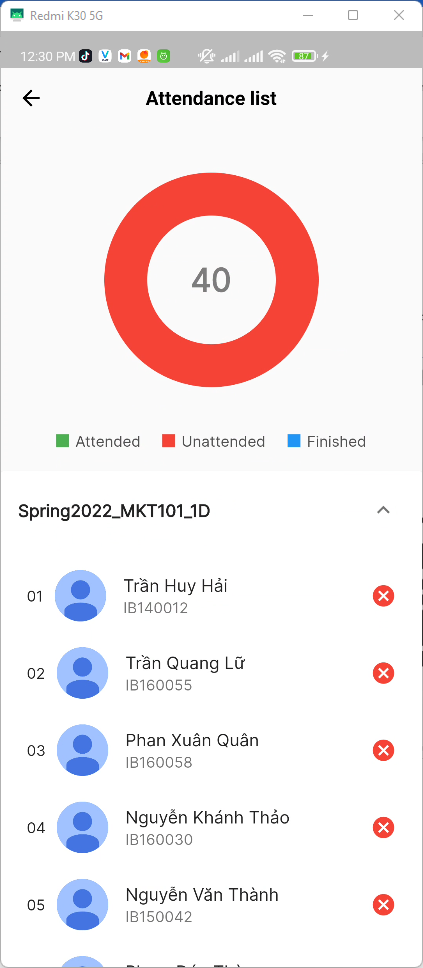 Redmi K30 5G
12:30 PM
87
Attendance list
40
Attended Unattended Finished
Spring2022_MKT101_1D
01 Trần Huy Hải
IB140012
02 Trần Quang Lữ
IB160055
03 Phan Xuân Quân
IB160058
04 Nguyễn Khánh Thảo
IB160030
05 Nguyễn Văn Thành
IB150042